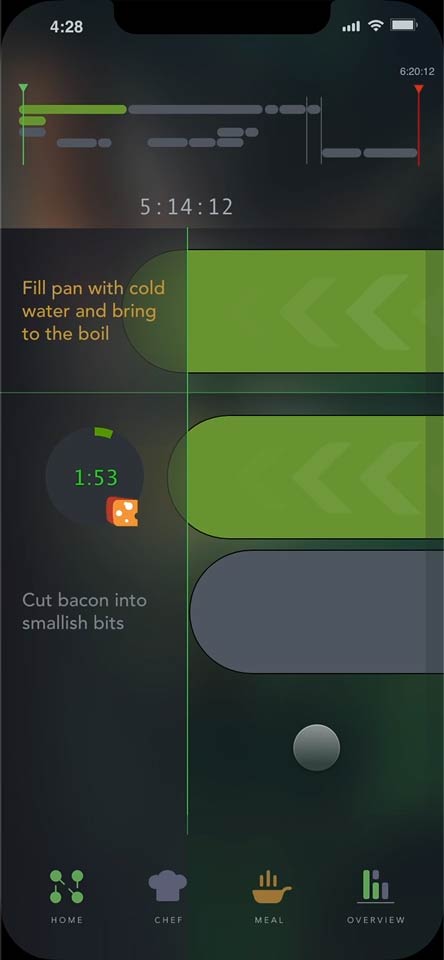 4:28
6:20:12
5:14:12
Fill pan with cold
water and bring
to the boil
1:53
Cut bacon into
smallish bits
HOME
CHEF
MEAL
OVERVIEW